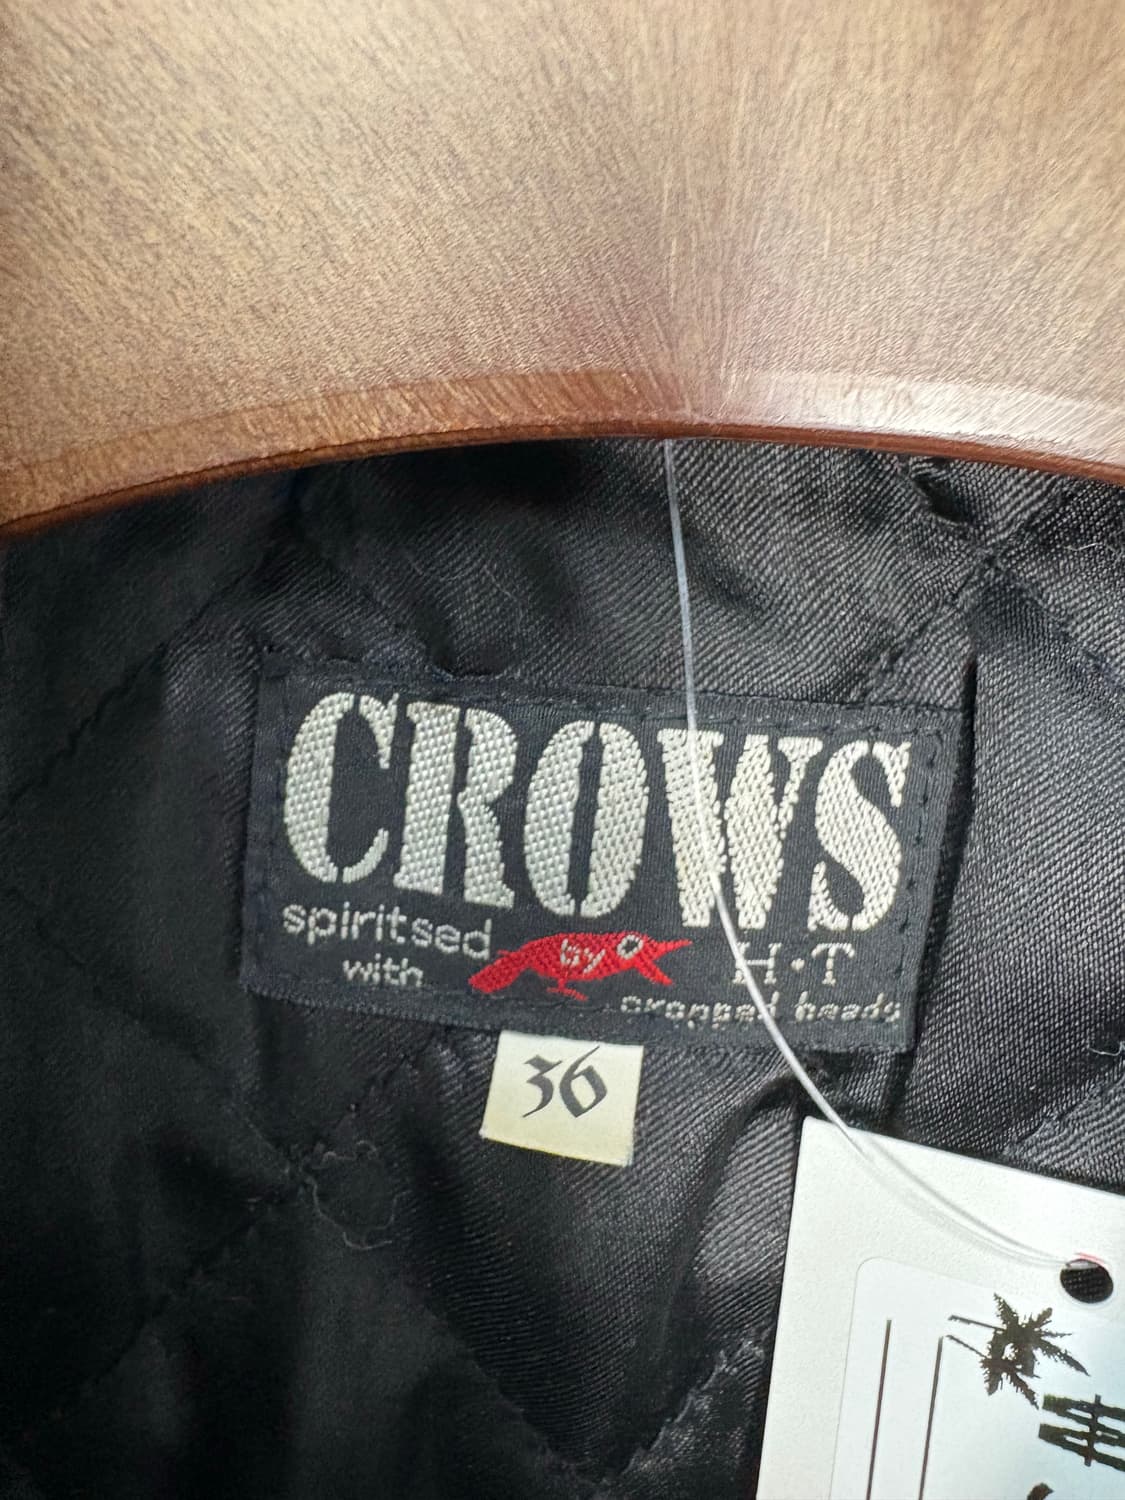 CROWS
spiritsed by H·T
with cropped heads
36